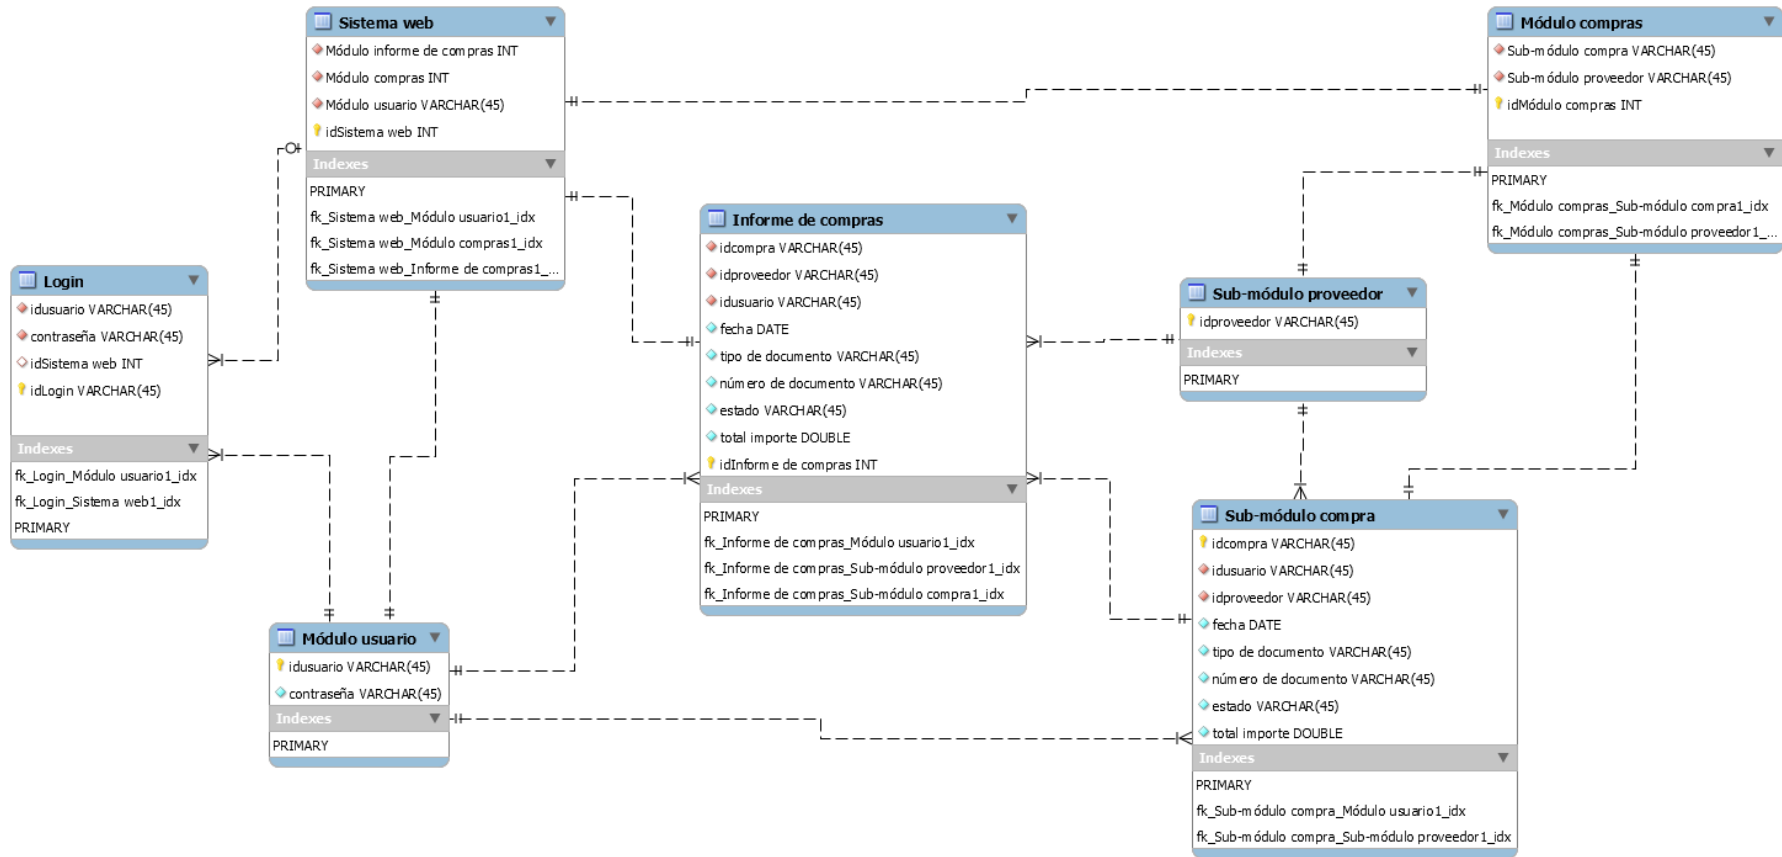 Sistema web
Módulo informe de compras INT
Módulo compras INT
Módulo usuario VARCHAR(45)
idSistema web INT
Indexes
PRIMARY
fk_Sistema web_Módulo usuario1_idx
fk_Sistema web_Módulo compras1_idx
fk_Sistema web_Informe de compras1_...
Módulo compras
Sub-módulo compra VARCHAR(45)
Sub-módulo proveedor VARCHAR(45)
idMódulo compras INT
Indexes
PRIMARY
fk_Módulo compras_Sub-módulo compra1_idx
fk_Módulo compras_Sub-módulo proveedor1_...
Login
idusuario VARCHAR(45)
contraseña VARCHAR(45)
idSistema web INT
idLogin VARCHAR(45)
Indexes
fk_Login_Módulo usuario1_idx
fk_Login_Sistema web1_idx
PRIMARY
Informe de compras
idcompra VARCHAR(45)
idproveedor VARCHAR(45)
idusuario VARCHAR(45)
fecha DATE
tipo de documento VARCHAR(45)
número de documento VARCHAR(45)
estado VARCHAR(45)
total importe DOUBLE
idInforme de compras INT
Indexes
PRIMARY
fk_Informe de compras_Módulo usuario1_idx
fk_Informe de compras_Sub-módulo proveedor1_idx
fk_Informe de compras_Sub-módulo compra1_idx
Sub-módulo proveedor
idproveedor VARCHAR(45)
Indexes
PRIMARY
Módulo usuario
idusuario VARCHAR(45)
contraseña VARCHAR(45)
Indexes
PRIMARY
Sub-módulo compra
idcompra VARCHAR(45)
idusuario VARCHAR(45)
idproveedor VARCHAR(45)
fecha DATE
tipo de documento VARCHAR(45)
número de documento VARCHAR(45)
estado VARCHAR(45)
total importe DOUBLE
Indexes
PRIMARY
fk_Sub-módulo compra_Módulo usuario1_idx
fk_Sub-módulo compra_Sub-módulo proveedor1_idx